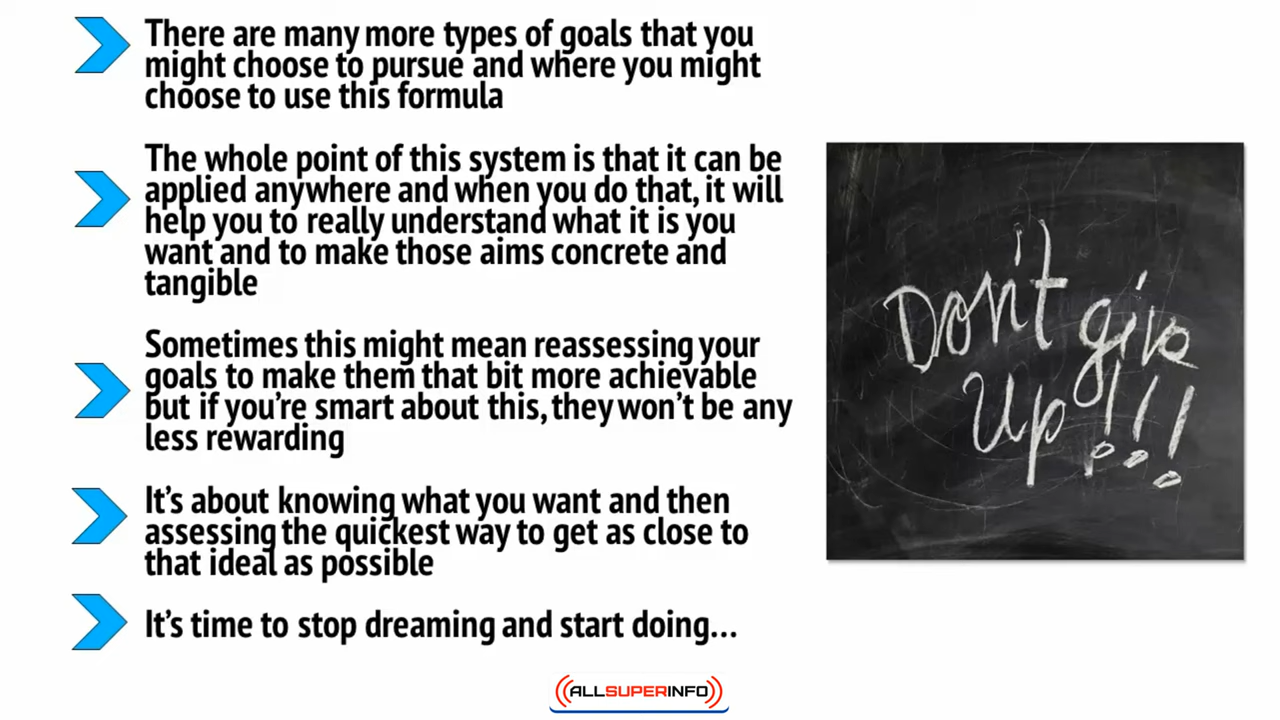 There are many more types of goals that you
might choose to pursue and where you might
choose to use this formula
The whole point of this system is that it can be
applied anywhere and when you do that, it will
help you to really understand what it is you
want and to make those aims concrete and
tangible
Sometimes this might mean reassessing your
goals to make them that bit more achievable
but if you’re smart about this, they won’t be any
less rewarding
It’s about knowing what you want and then
assessing the quickest way to get as close to
that ideal as possible
It’s time to stop dreaming and start doing…
Don't give
Up!!!
ALLSUPERINFO